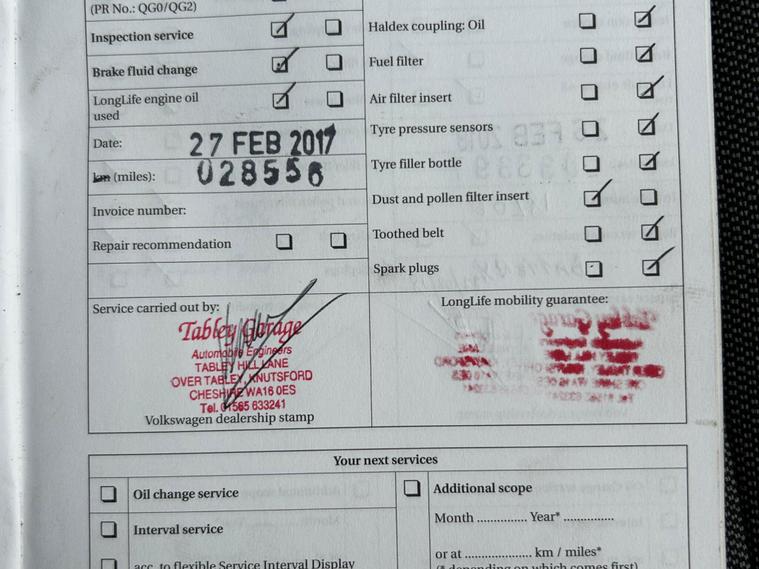 (PR No.: QG0/QG2)
Inspection service
Brake fluid change
LongLife engine oil
used
Date: 27 FEB 2017
km (miles): 028556
Invoice number:
Repair recommendation
Haldex coupling: Oil
Fuel filter
Air filter insert
Tyre pressure sensors
Tyre filler bottle
Dust and pollen filter insert
Toothed belt
Spark plugs
Service carried out by:
Tabley Garage
Automobile Engineers
TABLEY HILL LANE
OVER TABLEY, KNUTSFORD
CHESHIRE WA16 0ES
Tel. 01565 633241
Volkswagen dealership stamp
LongLife mobility guarantee:
Your next services
Oil change service
Interval service
acc. to flexible Service Interval Display
Additional scope
Month .............. Year* ..............
or at ................... km / miles*
(* depending on which comes first)